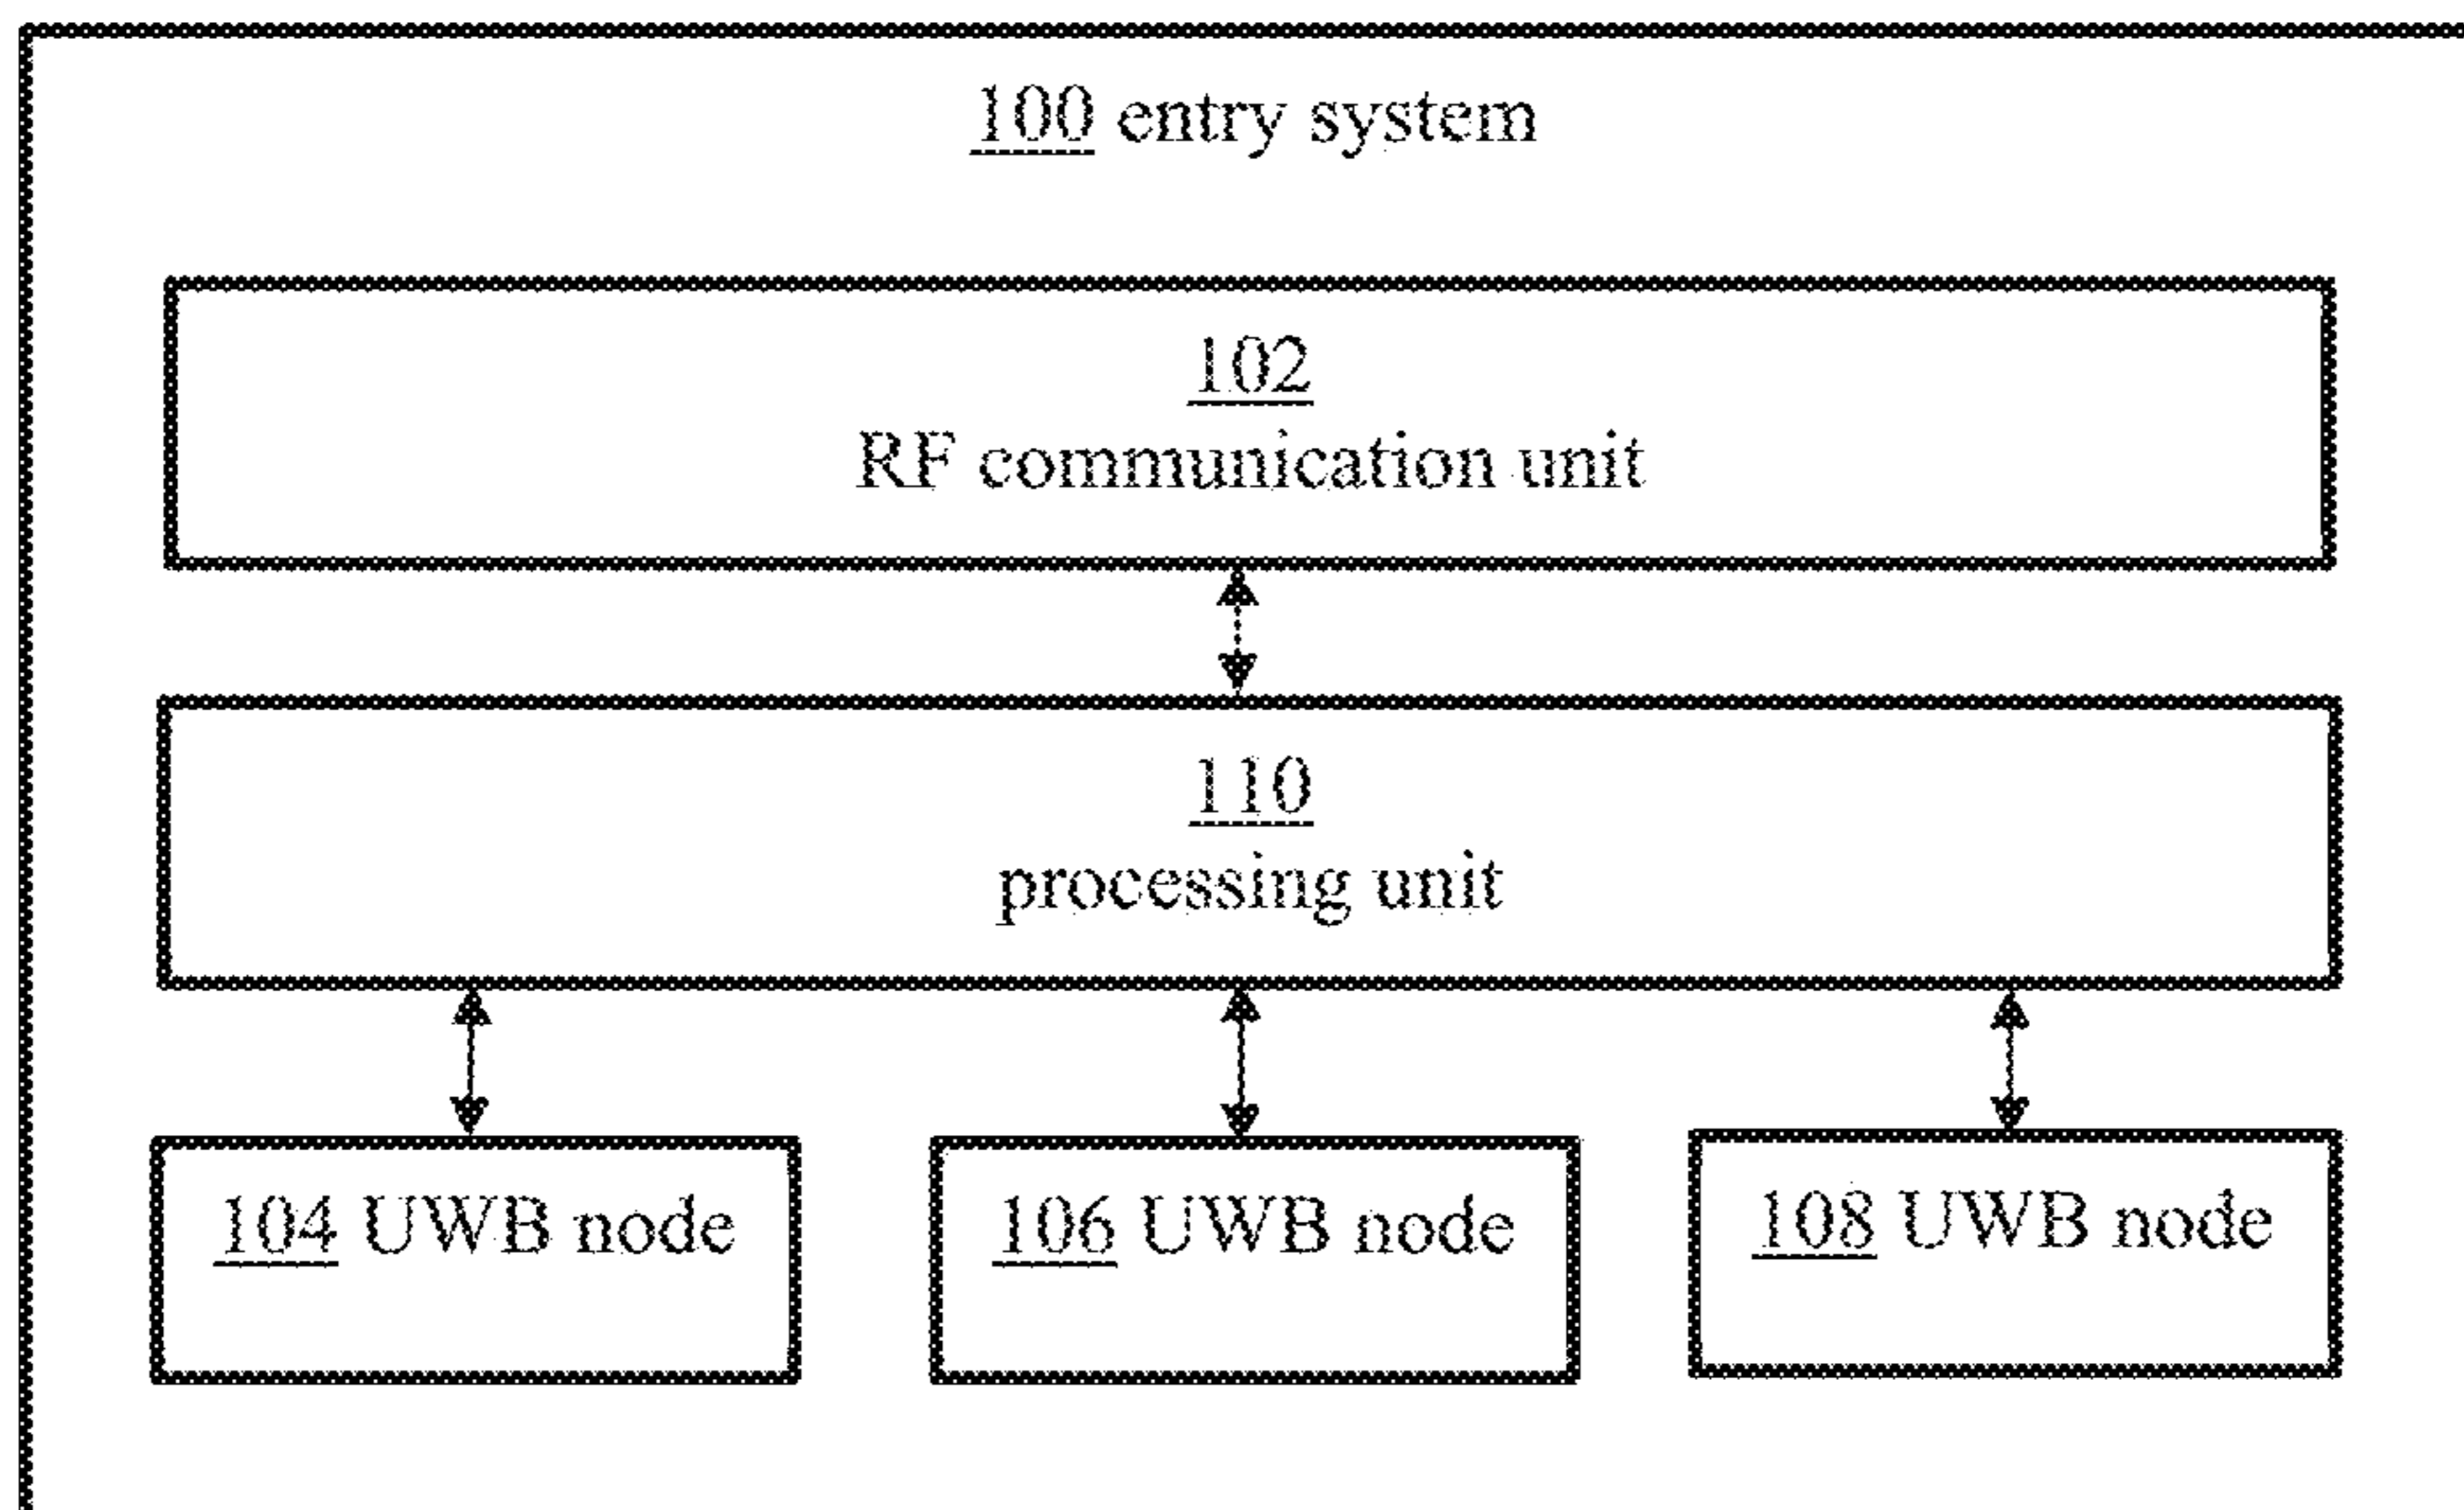 100 entry system
102
RF communication unit
110
processing unit
104 UWB node
106 UWB node
108 UWB node